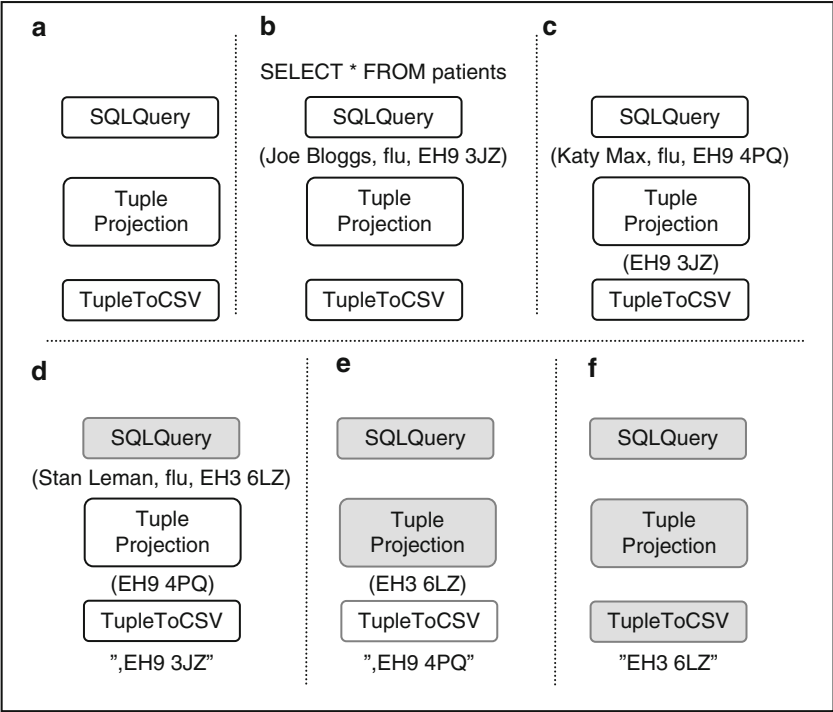 a
SQLQuery
Tuple
Projection
TupleToCSV
b
SELECT * FROM patients
SQLQuery
(Joe Bloggs, flu, EH9 3JZ)
Tuple
Projection
TupleToCSV
c
SQLQuery
(Katy Max, flu, EH9 4PQ)
Tuple
Projection
(EH9 3JZ)
TupleToCSV
d
SQLQuery
(Stan Leman, flu, EH3 6LZ)
Tuple
Projection
(EH9 4PQ)
TupleToCSV
”,EH9 3JZ”
e
SQLQuery
Tuple
Projection
(EH3 6LZ)
TupleToCSV
”,EH9 4PQ”
f
SQLQuery
Tuple
Projection
TupleToCSV
”EH3 6LZ”